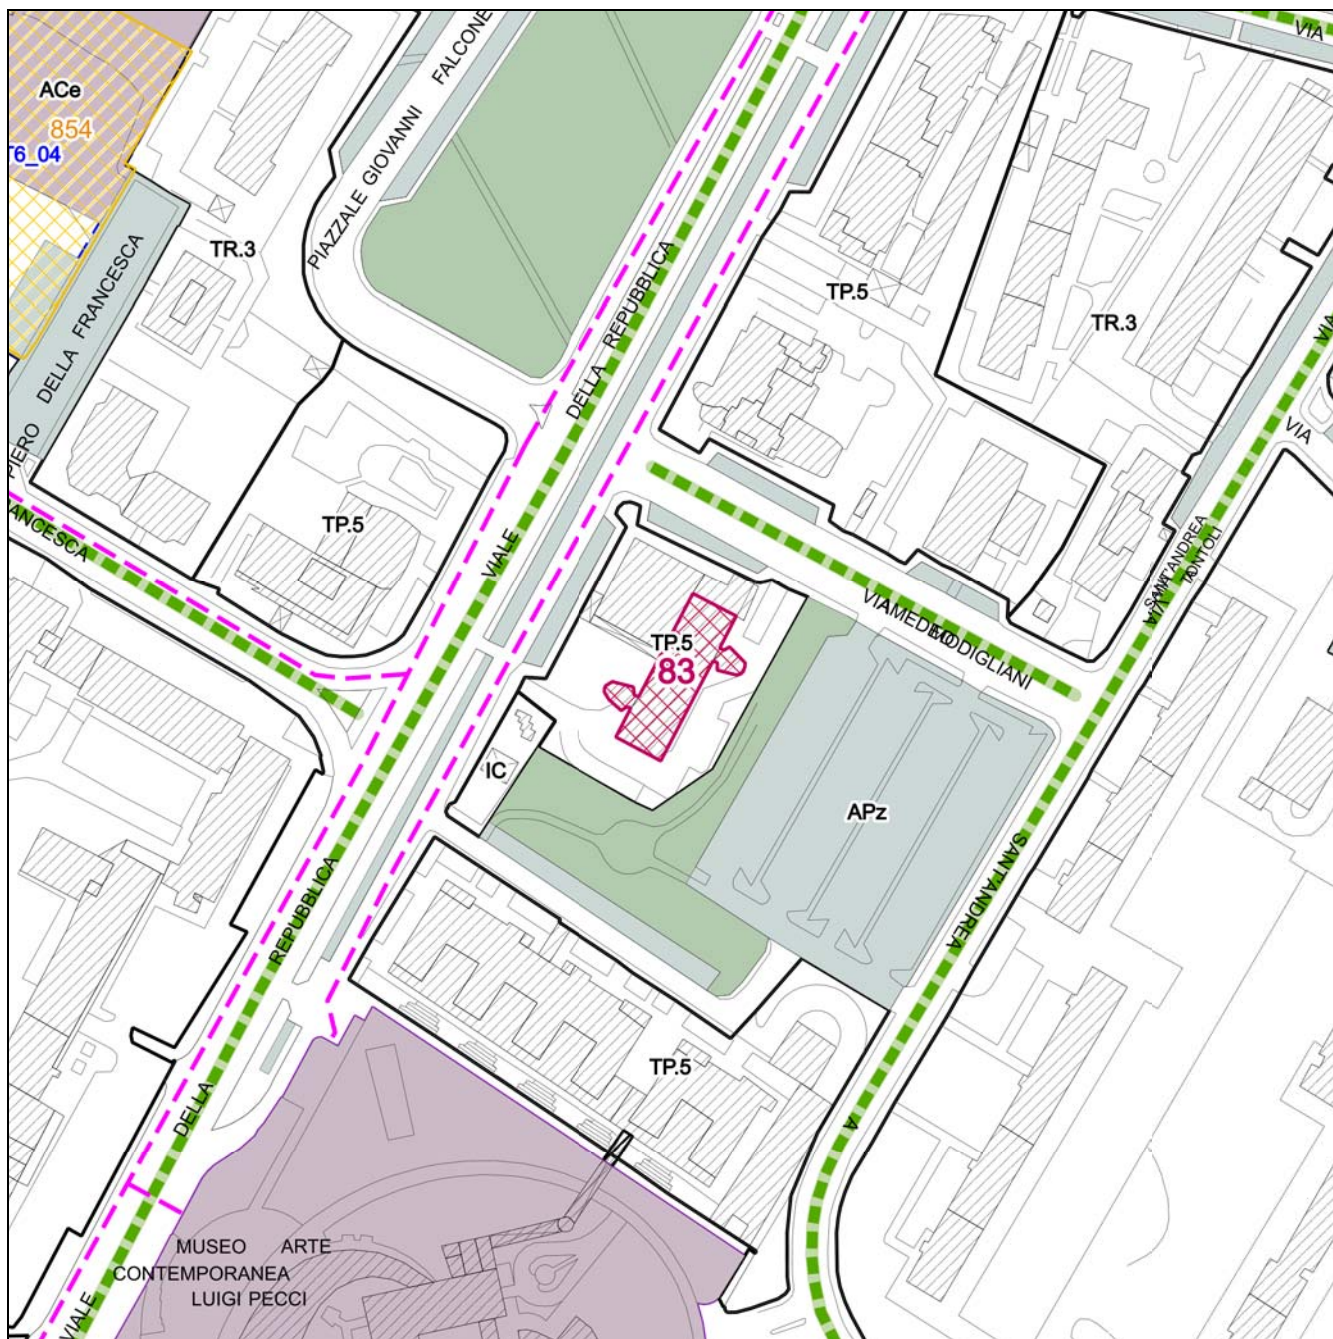 VIA
FALCONE
GIOVANNI
PIAZZALE
ACe
854
T6_04
DELLA FRANCESCA
PIERO
TR.3
DELLA REPUBBLICA
TP.5
TR.3
VIA
VIA
FRANCESCA
TP.5
VIALE
SANT'ANDREA
TONTOLI
VIA
VIA AMEDEO MODIGLIANI
TP.5
83
IC
APz
SANT'ANDREA
REPUBBLICA
DELLA
TP.5
A
MUSEO ARTE
CONTEMPORANEA
LUIGI PECCI
VIALE